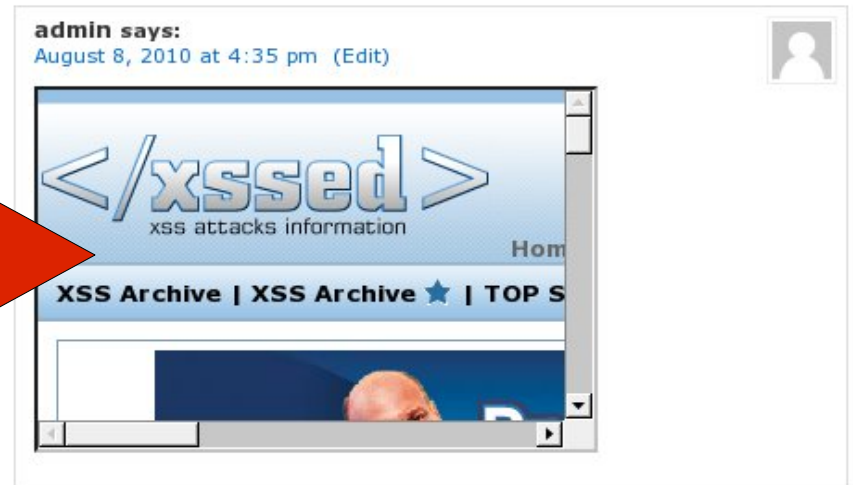 admin says:
August 8, 2010 at 4:35 pm (Edit)
</xssed>
xss attacks information
Hom
XSS Archive | XSS Archive ★ | TOP S